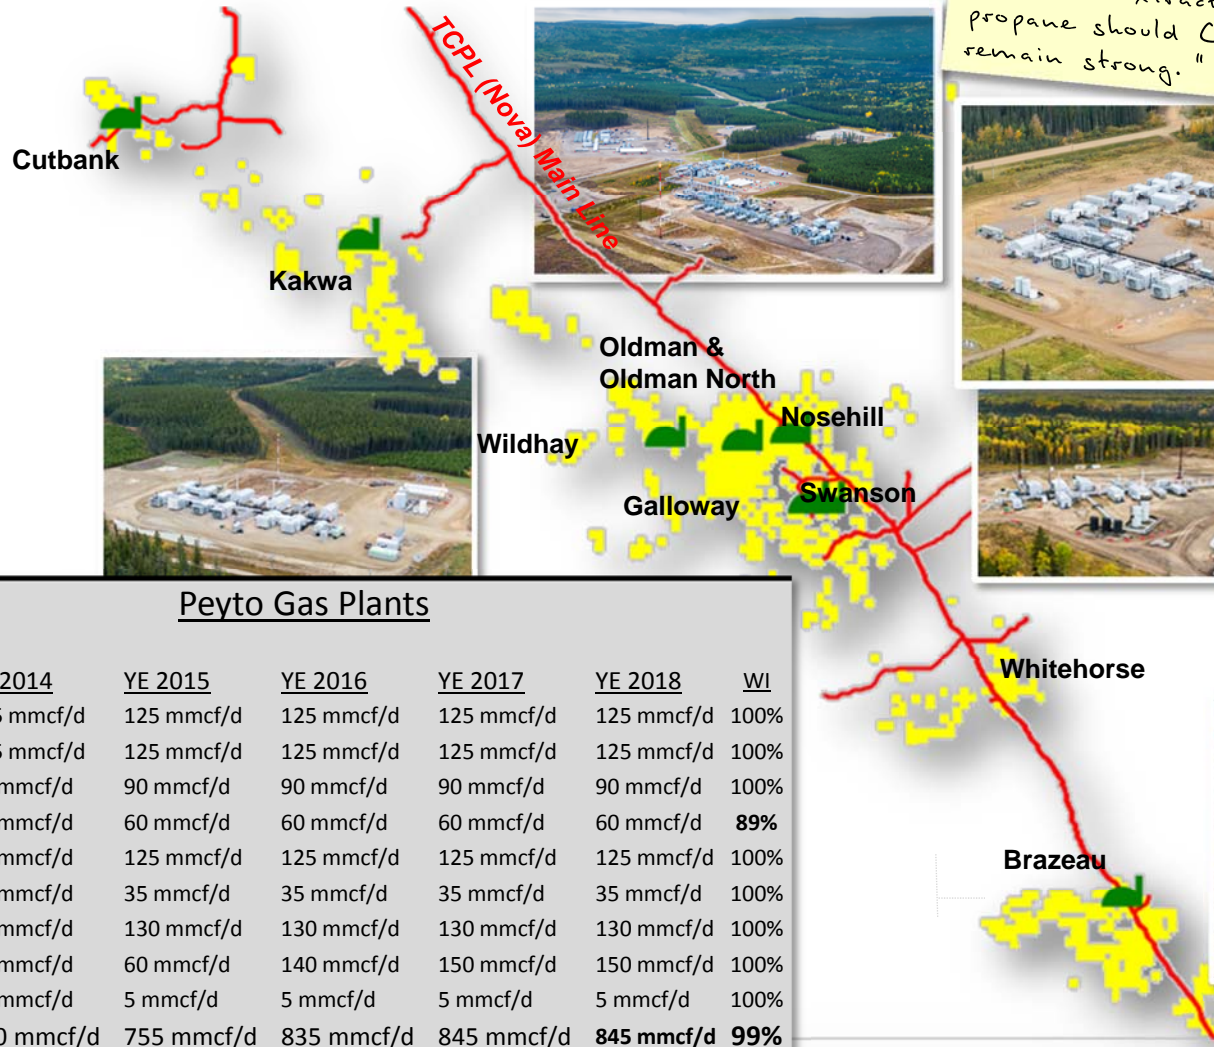 propane should C
remain strong."
TCPL (Nova) Main Line
Cutbank
Kakwa
Oldman &
Oldman North
Nosehill
Wildhay
Swanson
Galloway
Whitehorse
Brazeau
Peyto Gas Plants
2014 YE 2015 YE 2016 YE 2017 YE 2018 WI
5 mmcf/d 125 mmcf/d 125 mmcf/d 125 mmcf/d 125 mmcf/d 100%
5 mmcf/d 125 mmcf/d 125 mmcf/d 125 mmcf/d 125 mmcf/d 100%
mmcf/d 90 mmcf/d 90 mmcf/d 90 mmcf/d 90 mmcf/d 100%
mmcf/d 60 mmcf/d 60 mmcf/d 60 mmcf/d 60 mmcf/d 89%
mmcf/d 125 mmcf/d 125 mmcf/d 125 mmcf/d 125 mmcf/d 100%
mmcf/d 35 mmcf/d 35 mmcf/d 35 mmcf/d 35 mmcf/d 100%
mmcf/d 130 mmcf/d 130 mmcf/d 130 mmcf/d 130 mmcf/d 100%
mmcf/d 60 mmcf/d 140 mmcf/d 150 mmcf/d 150 mmcf/d 100%
mmcf/d 5 mmcf/d 5 mmcf/d 5 mmcf/d 5 mmcf/d 100%
0 mmcf/d 755 mmcf/d 835 mmcf/d 845 mmcf/d 845 mmcf/d 99%